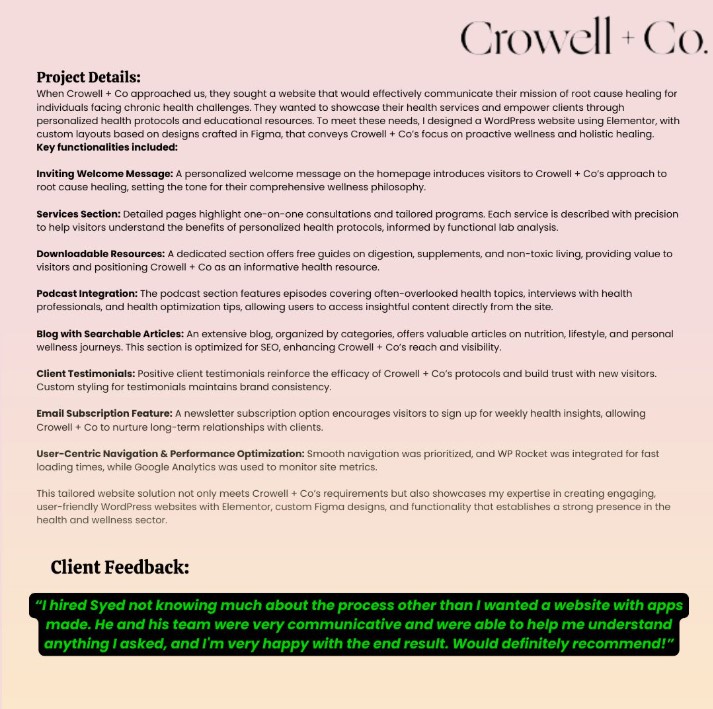 Crowell + Co.
Project Details:
When Crowell + Co approached us, they sought a website that would effectively communicate their mission of root cause healing for
individuals facing chronic health challenges. They wanted to showcase their health services and empower clients through
personalized health protocols and educational resources. To meet these needs, I designed a WordPress website using Elementor, with
custom layouts based on designs crafted in Figma, that conveys Crowell + Co’s focus on proactive wellness and holistic healing.
Key functionalities included:
Inviting Welcome Message: A personalized welcome message on the homepage introduces visitors to Crowell + Co’s approach to
root cause healing, setting the tone for their comprehensive wellness philosophy.
Services Section: Detailed pages highlight one-on-one consultations and tailored programs. Each service is described with precision
to help visitors understand the benefits of personalized health protocols, informed by functional lab analysis.
Downloadable Resources: A dedicated section offers free guides on digestion, supplements, and non-toxic living, providing value to
visitors and positioning Crowell + Co as an informative health resource.
Podcast Integration: The podcast section features episodes covering often-overlooked health topics, interviews with health
professionals, and health optimization tips, allowing users to access insightful content directly from the site.
Blog with Searchable Articles: An extensive blog, organized by categories, offers valuable articles on nutrition, lifestyle, and personal
wellness journeys. This section is optimized for SEO, enhancing Crowell + Co’s reach and visibility.
Client Testimonials: Positive client testimonials reinforce the efficacy of Crowell + Co’s protocols and build trust with new visitors.
Custom styling for testimonials maintains brand consistency.
Email Subscription Feature: A newsletter subscription option encourages visitors to sign up for weekly health insights, allowing
Crowell + Co to nurture long-term relationships with clients.
User-Centric Navigation & Performance Optimization: Smooth navigation was prioritized, and WP Rocket was integrated for fast
loading times, while Google Analytics was used to monitor site metrics.
This tailored website solution not only meets Crowell + Co’s requirements but also showcases my expertise in creating engaging,
user-friendly WordPress websites with Elementor, custom Figma designs, and functionality that establishes a strong presence in the
health and wellness sector.
Client Feedback:
“I hired Syed not knowing much about the process other than I wanted a website with apps
made. He and his team were very communicative and were able to help me understand
anything I asked, and I'm very happy with the end result. Would definitely recommend!”